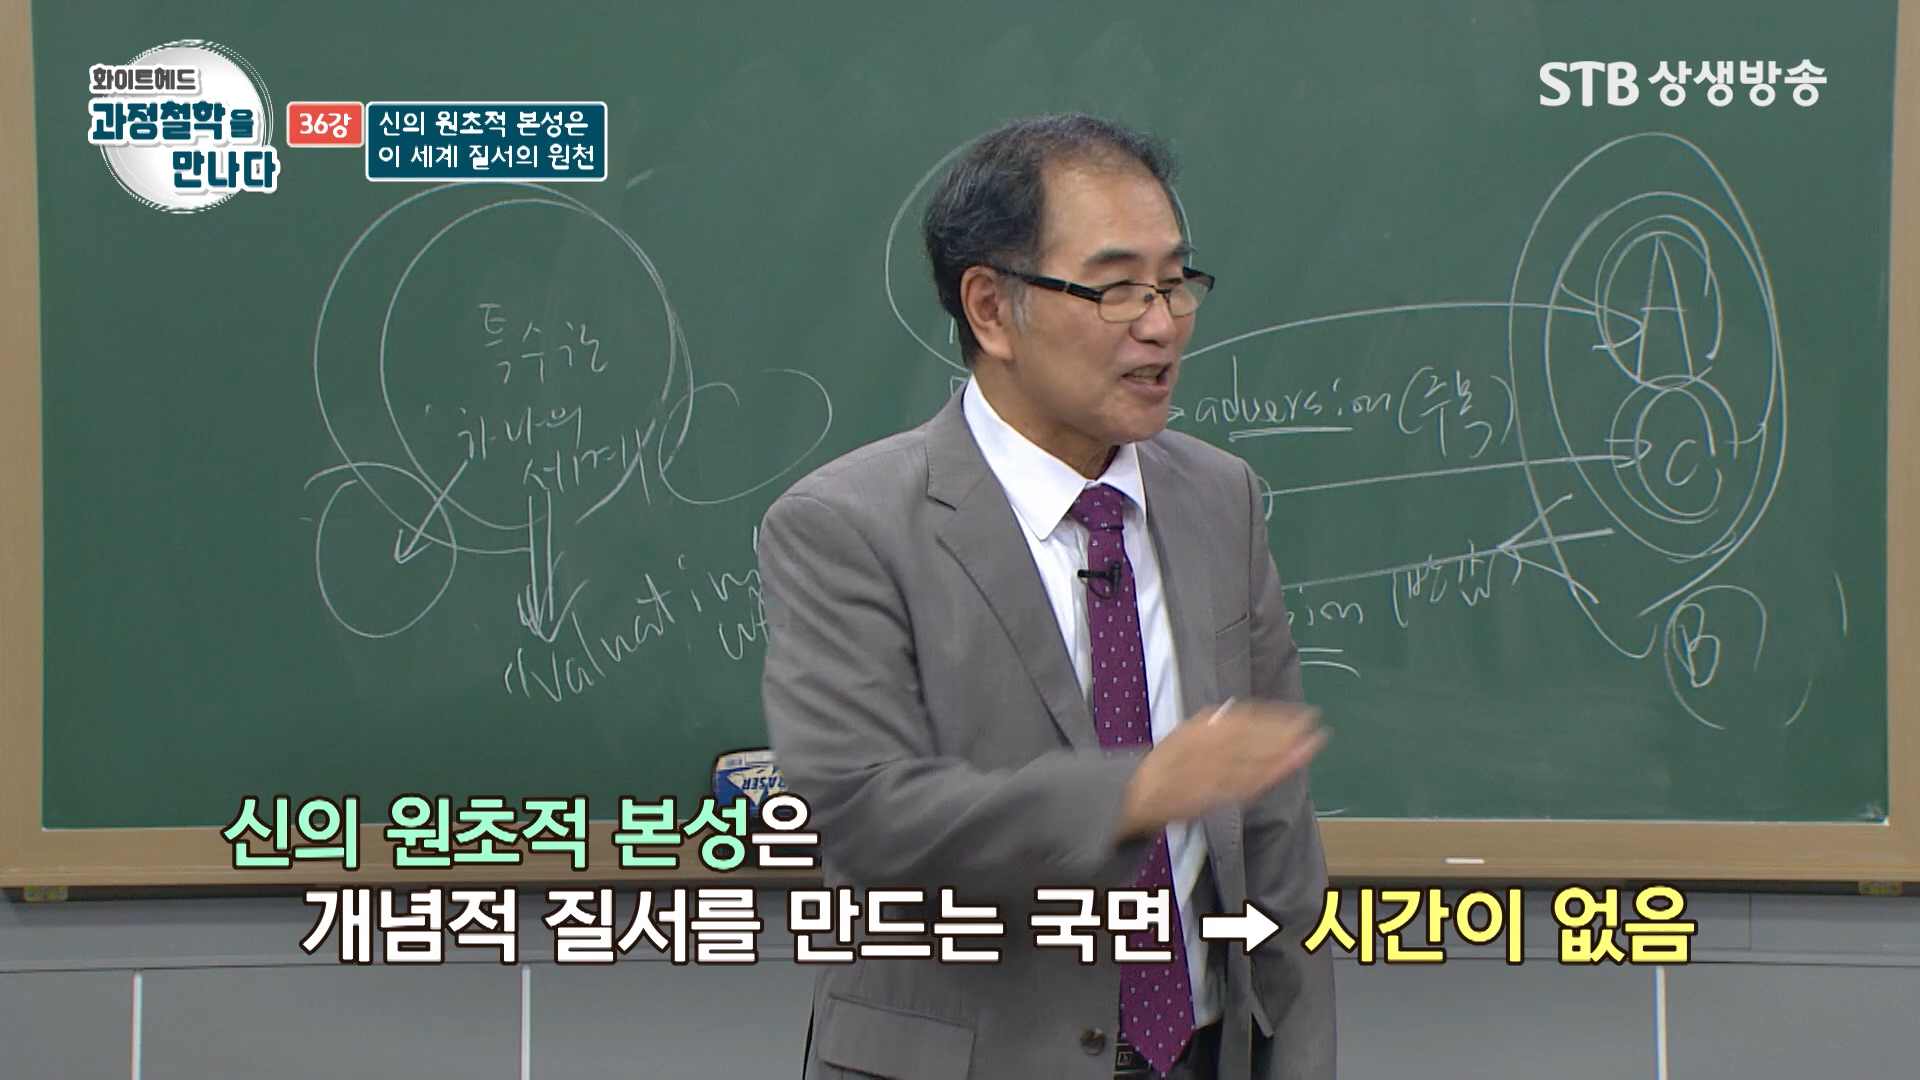 화이트헤드
과정철학을
만나다
36강
신의 원초적 본성은
이 세계 질서의 원천
STB 상생방송
특수한
하나의
세계
adversion (수복)
A
C
B
ERASER
신의 원초적 본성은
개념적 질서를 만드는 국면 ➡ 시간이 없음